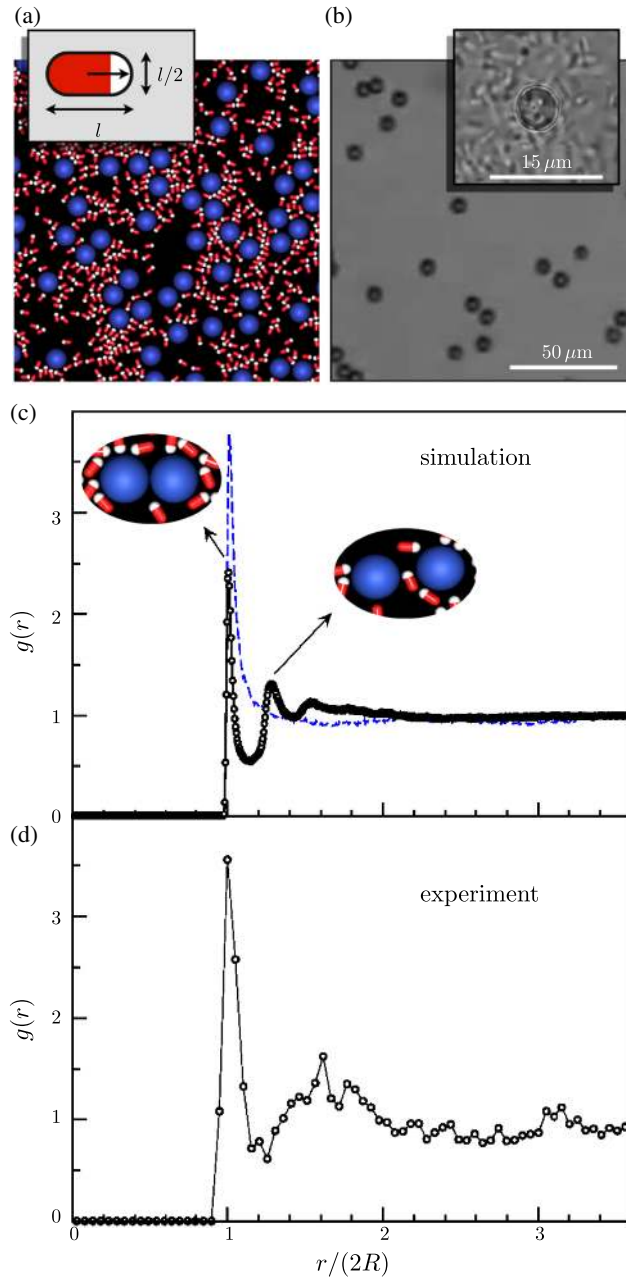 (a)
l/2
l
(b)
15 μm
50 μm
(c)
simulation
3
2
1
0
g(r)
(d)
experiment
3
2
1
0
g(r)
0
1
2
3
r/(2R)